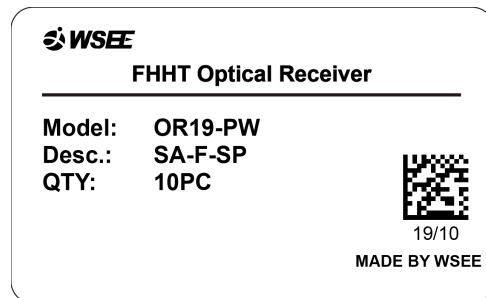 WSEE
FHHT Optical Receiver
Model: OR19-PW
Desc.: SA-F-SP
QTY: 10PC
19/10
MADE BY WSEE